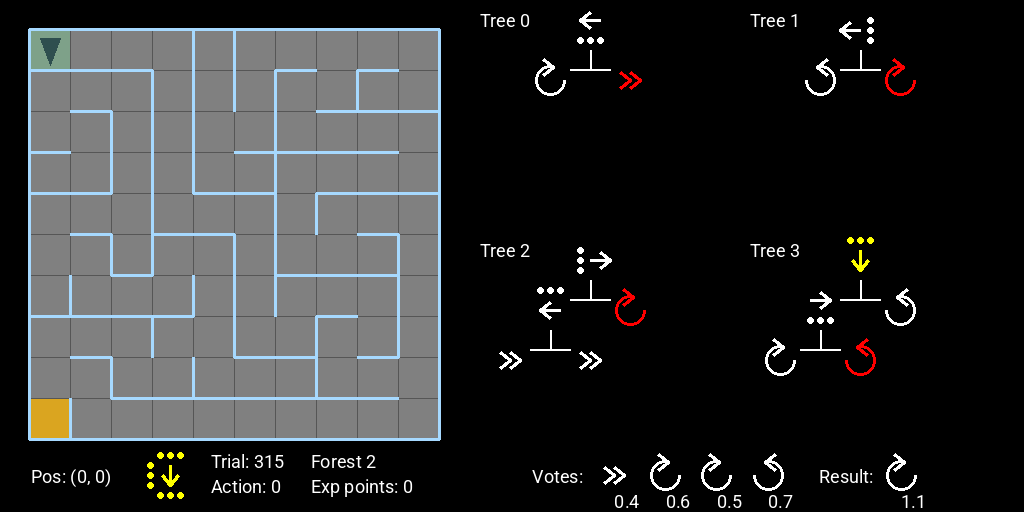 Tree 0
Tree 1
Tree 2
Tree 3
Pos: (0, 0)
Trial: 315
Forest 2
Action: 0
Exp points: 0
Votes:
0.4
0.6
0.5
0.7
Result:
1.1